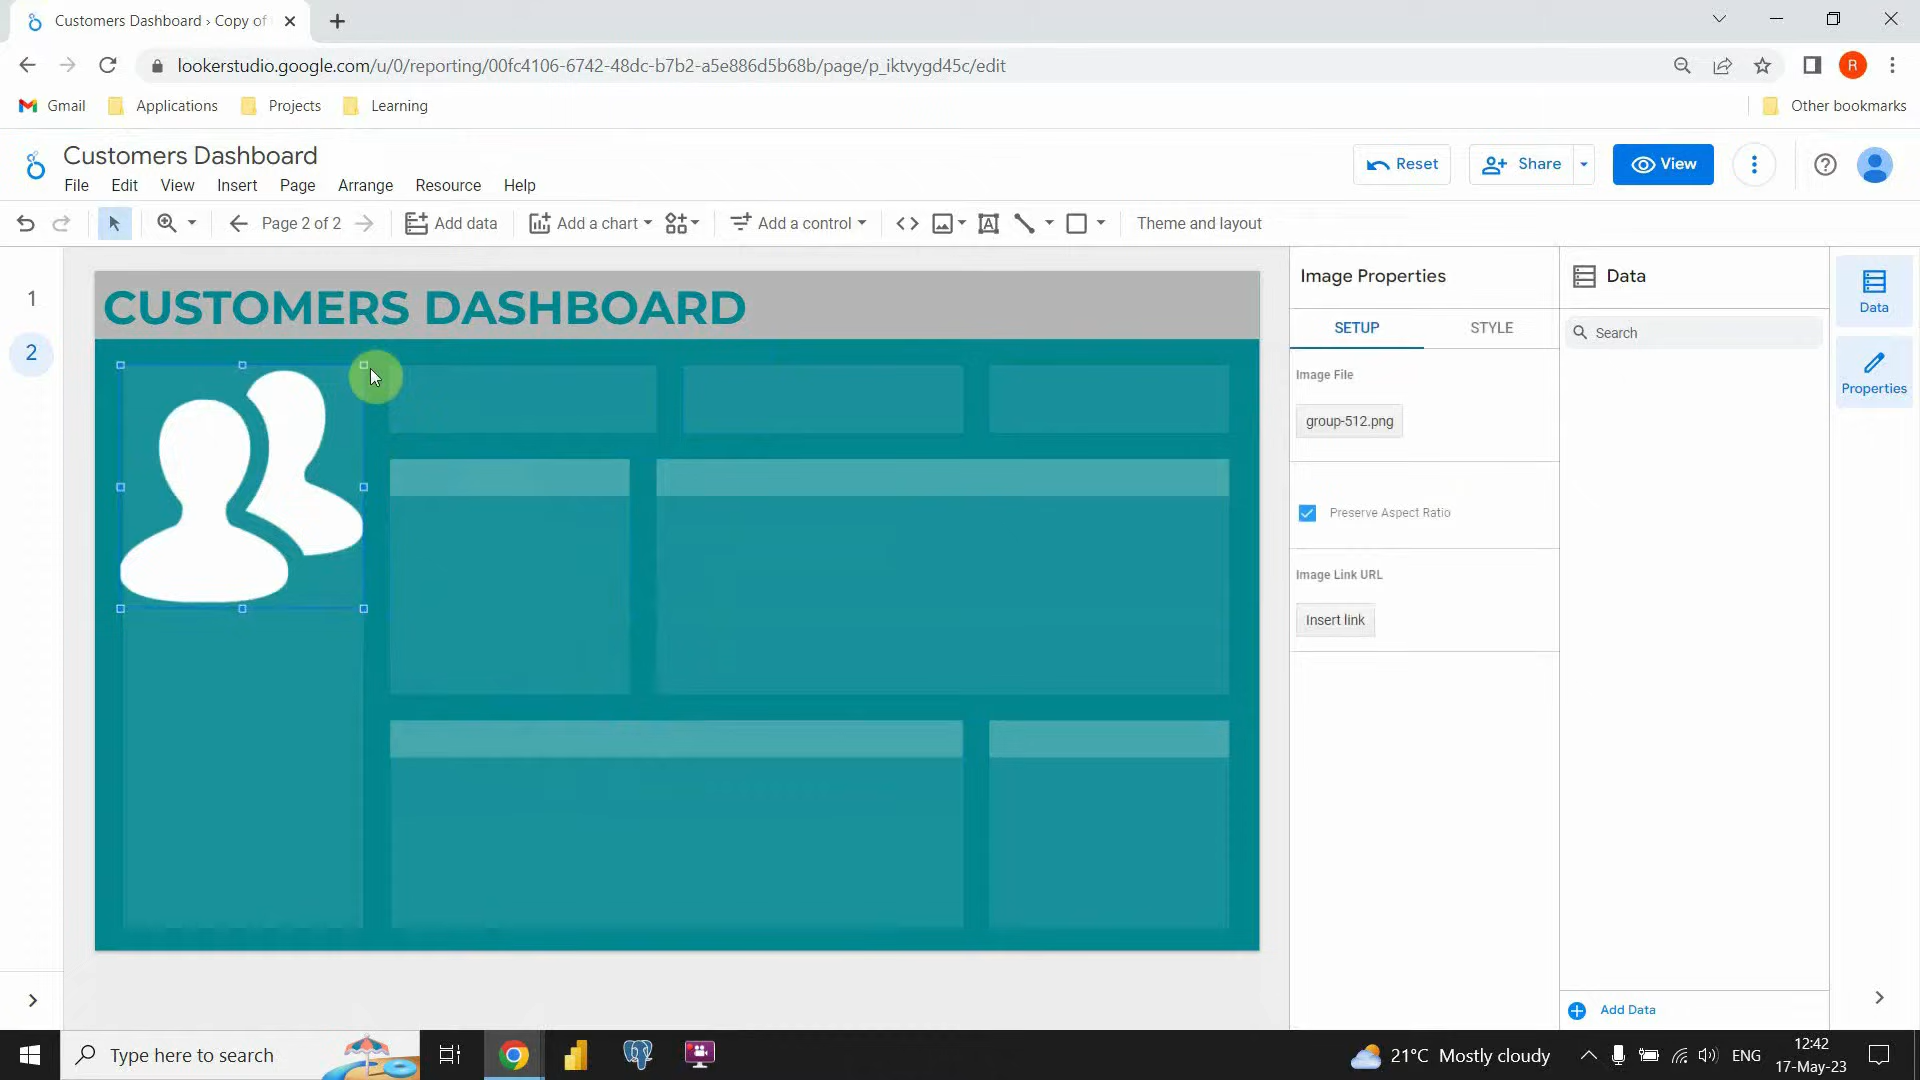 Customers Dashboard › Copy of
lookerstudio.google.com/u/0/reporting/00fc4106-6742-48dc-b7b2-a5e886d5b68b/page/p_iktvygd45c/edit
R
Gmail
Applications
Projects
Learning
Other bookmarks
Customers Dashboard
File Edit View Insert Page Arrange Resource Help
Reset
Share
View
Page 2 of 2
Add data
Add a chart
Add a control
Theme and layout
1
2
CUSTOMERS DASHBOARD
Image Properties
SETUP
STYLE
Image File
group-512.png
Preserve Aspect Ratio
Image Link URL
Insert link
Data
Search
Add Data
Data
Properties
Type here to search
21°C Mostly cloudy
ENG
12:42
17-May-23